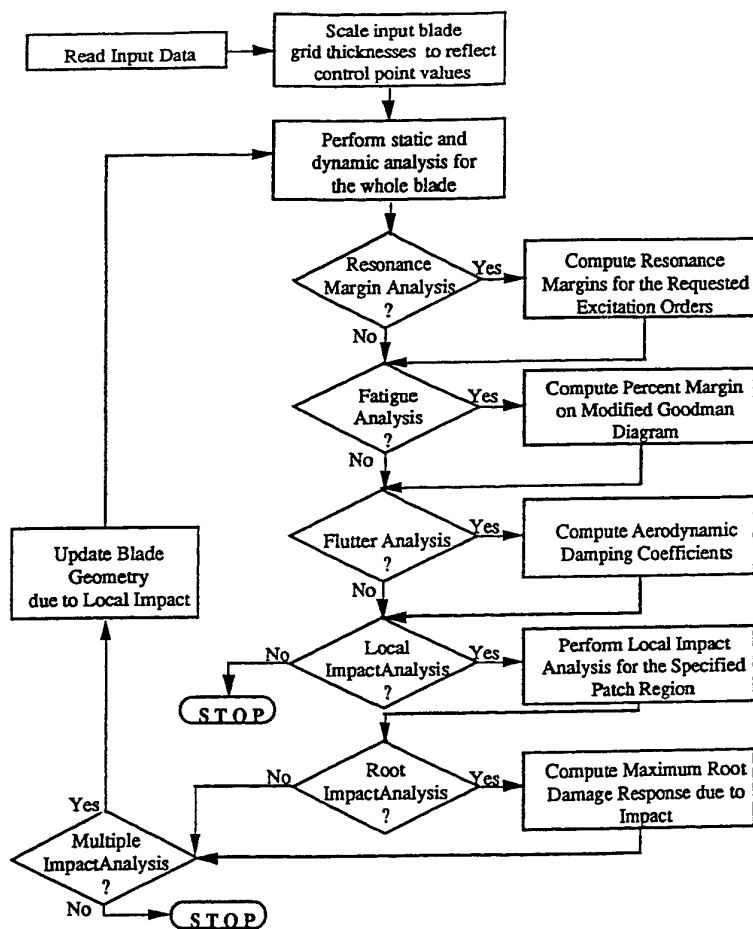 Read Input Data
Scale input blade
grid thicknesses to reflect
control point values
Perform static and
dynamic analysis for
the whole blade
Resonance
Margin Analysis
?
Yes
No
Compute Resonance
Margins for the Requested
Excitation Orders
Fatigue
Analysis
?
Yes
No
Compute Percent Margin
on Modified Goodman
Diagram
Flutter Analysis
?
Yes
No
Compute Aerodynamic
Damping Coefficients
Update Blade
Geometry
due to Local Impact
Local
ImpactAnalysis
?
No
Yes
Perform Local Impact
Analysis for the Specified
Patch Region
STOP
Root
ImpactAnalysis
?
No
Yes
Compute Maximum Root
Damage Response due to
Impact
Yes
Multiple
ImpactAnalysis
?
No
STOP